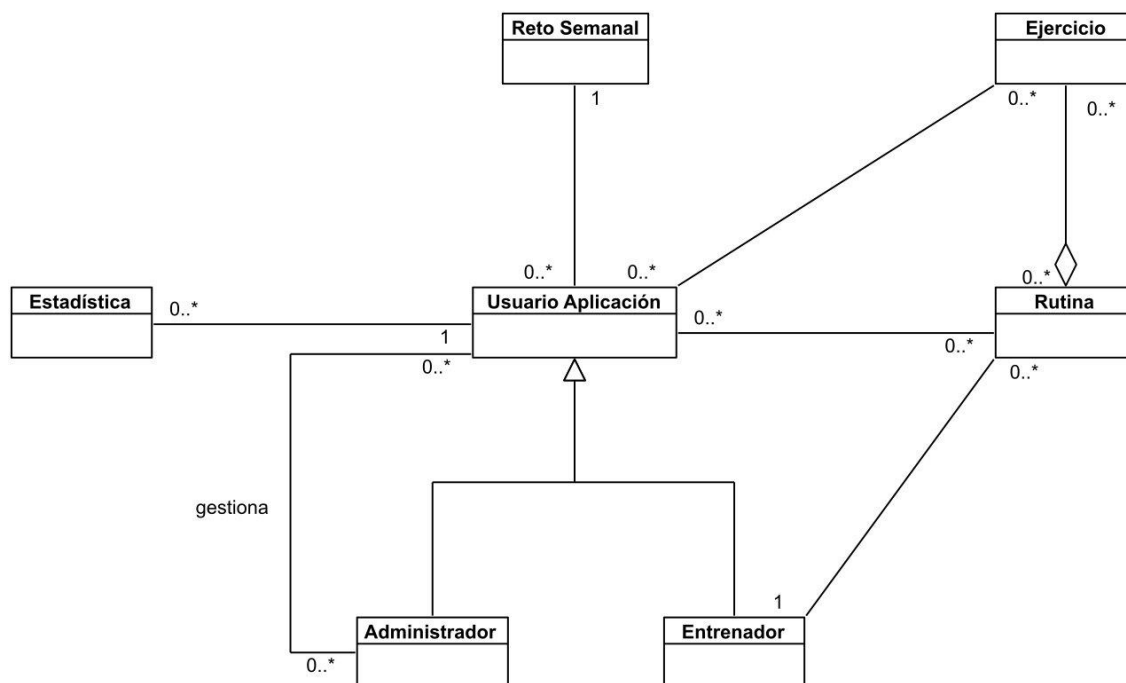 Reto Semanal
Ejercicio
1
0..*
0..*
0..*
0..*
0..*
Estadística
Usuario Aplicación
Rutina
0..*
0..*
1
0..*
0..*
0..*
gestiona
1
Administrador
Entrenador
0..*